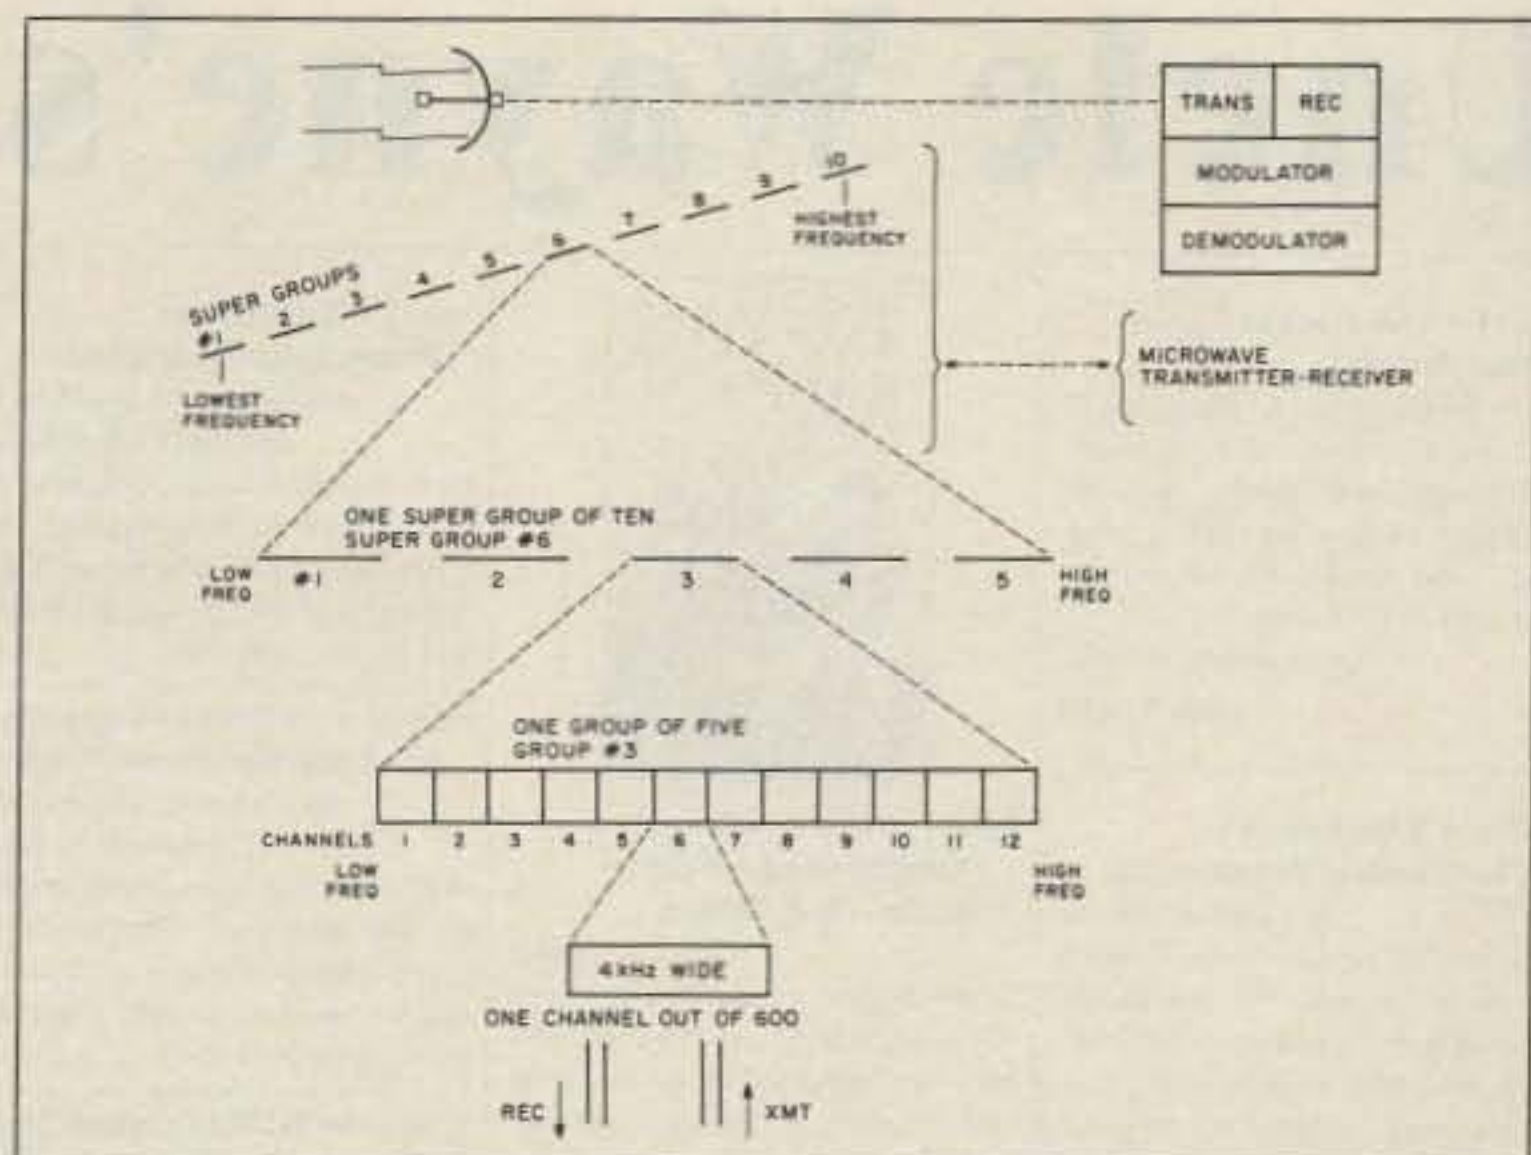 TRANS REC
MODULATOR
DEMODULATOR
SUPER GROUPS
#1 2 3 4 5 6 7 8 9 10
HIGHEST
FREQUENCY
LOWEST
FREQUENCY
MICROWAVE
TRANSMITTER-RECEIVER
ONE SUPER GROUP OF TEN
SUPER GROUP #6
LOW
FREQ
#1 2 3 4 5
HIGH
FREQ
ONE GROUP OF FIVE
GROUP #3
CHANNELS 1 2 3 4 5 6 7 8 9 10 11 12
LOW
FREQ
HIGH
FREQ
4kHz WIDE
ONE CHANNEL OUT OF 600
REC XMT